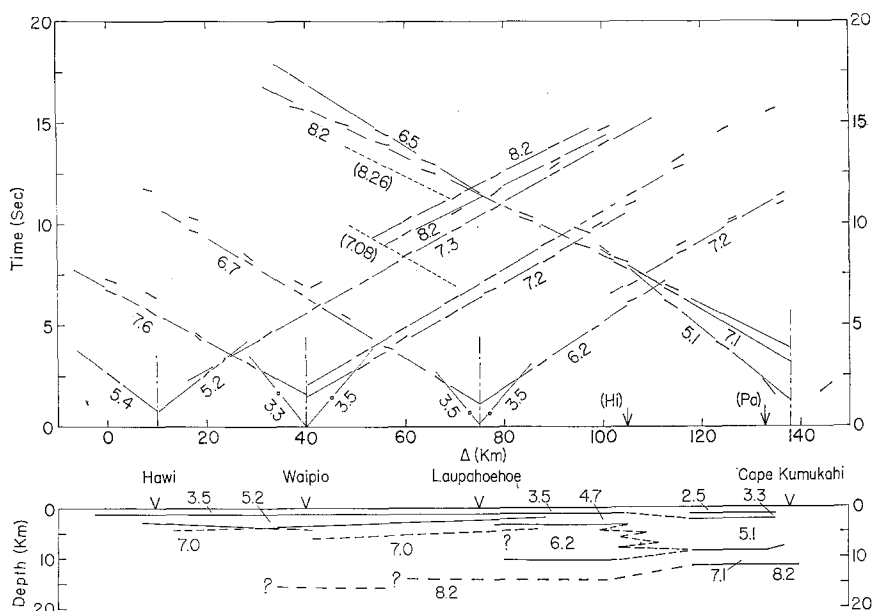 20 20
15 15
10 10
5 5
0 0
Time (Sec)
8.2
(8.26)
6.5
8.2
8.2
7.3
(7.08)
6.7
7.6
7.2
7.2
7.1
5.1
6.2
5.4
5.2
3.3
3.5
3.5
3.5
(Hi)
(Pa)
0 20 40 60 80 100 120 140
Δ (Km)
Hawi Waipio Laupahoehoe Cape Kumukahi
3.5 5.2 3.5 4.7 2.5 3.3
0 0
10 10
20 20
Depth (Km)
7.0 7.0 ? 6.2 5.1
? ? 8.2 7.1 8.2